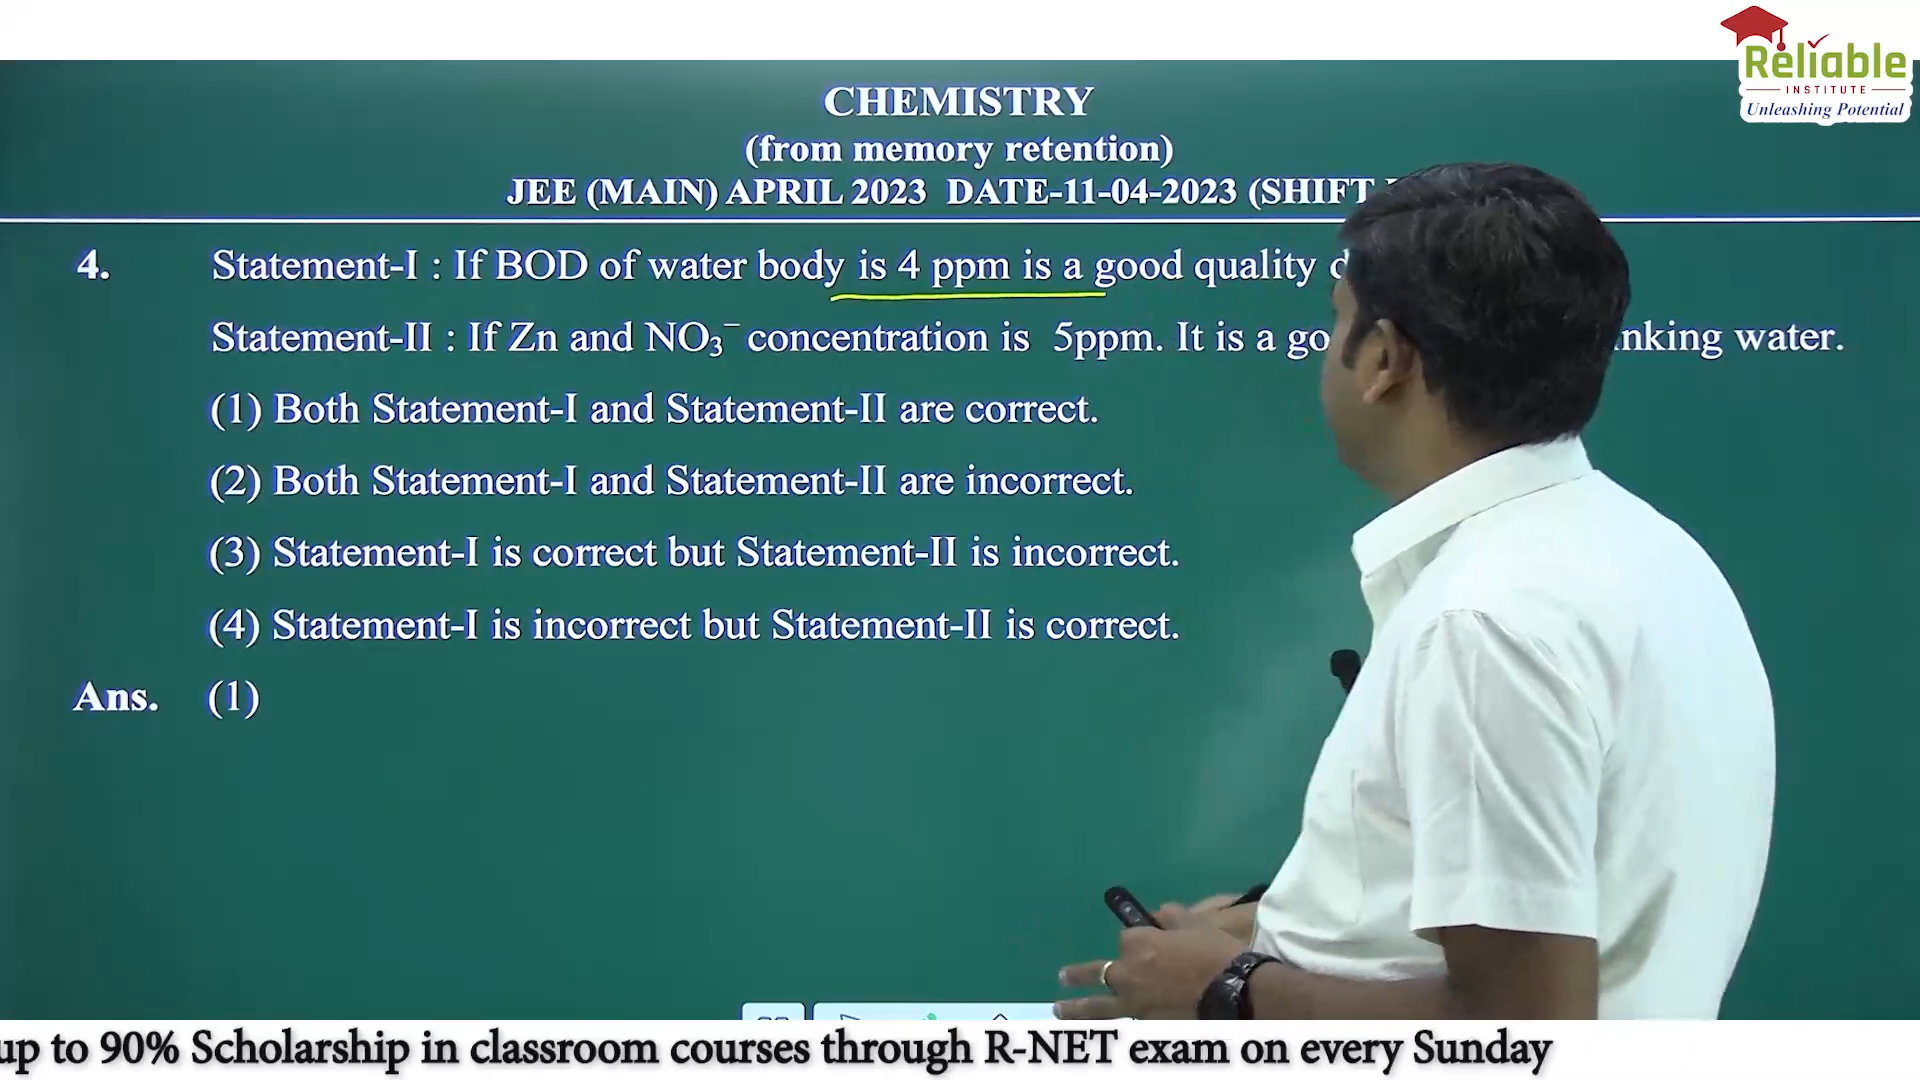 Reliable
INSTITUTE
Unleashing Potential
CHEMISTRY
(from memory retention)
JEE (MAIN) APRIL 2023 DATE-11-04-2023 (SHIFT
4. Statement-I : If BOD of water body is 4 ppm is a good quality
Statement-II : If Zn and NO₃⁻ concentration is 5ppm. It is a water.
(1) Both Statement-I and Statement-II are correct.
(2) Both Statement-I and Statement-II are incorrect.
(3) Statement-I is correct but Statement-II is incorrect.
(4) Statement-I is incorrect but Statement-II is correct.
Ans. (1)
up to 90% Scholarship in classroom courses through R-NET exam on every Sunday